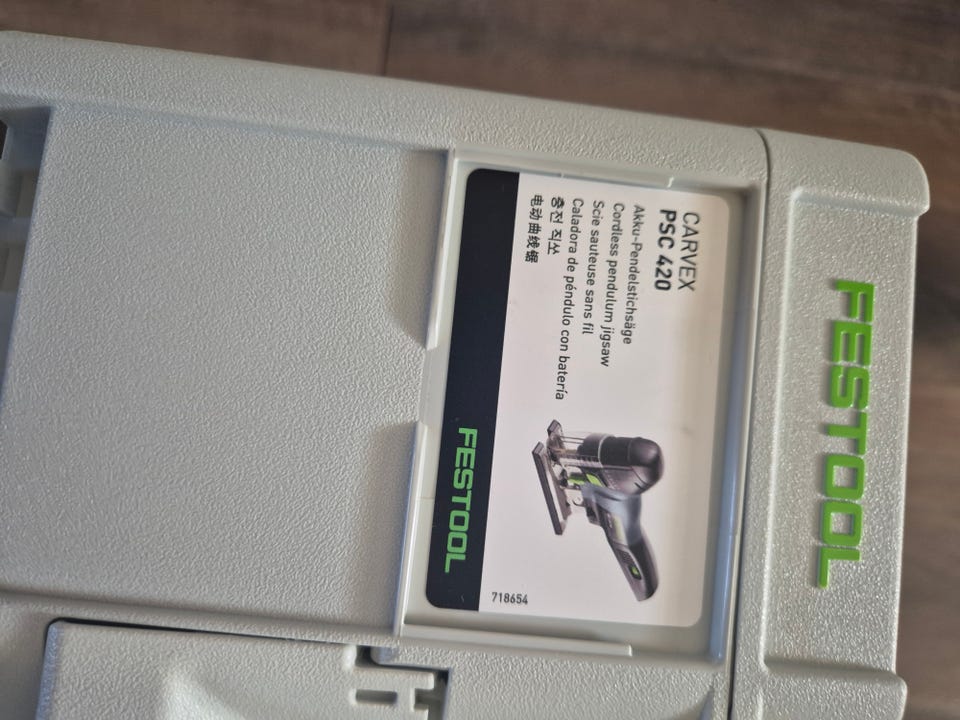 CARVEX
PSC 420
Akku-Pendelstichsäge
Cordless pendulum jigsaw
Scie sauteuse sans fil
Caladora de péndulo con batería
충전 직쏘
电动曲线锯
718654
FESTOOL
FESTOOL